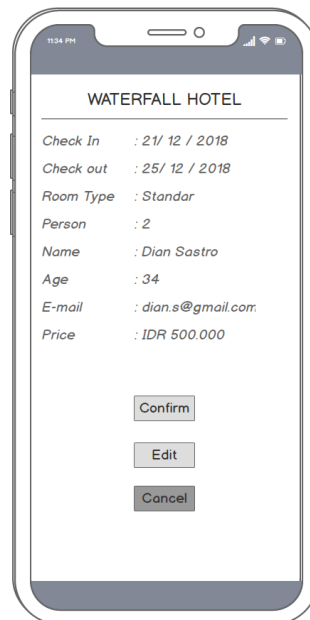 11:34 PM
WATERFALL HOTEL
Check In : 21/ 12 / 2018
Check out : 25/ 12 / 2018
Room Type : Standar
Person : 2
Name : Dian Sastro
Age : 34
E-mail : dian.s@gmail.com
Price : IDR 500.000
Confirm
Edit
Cancel